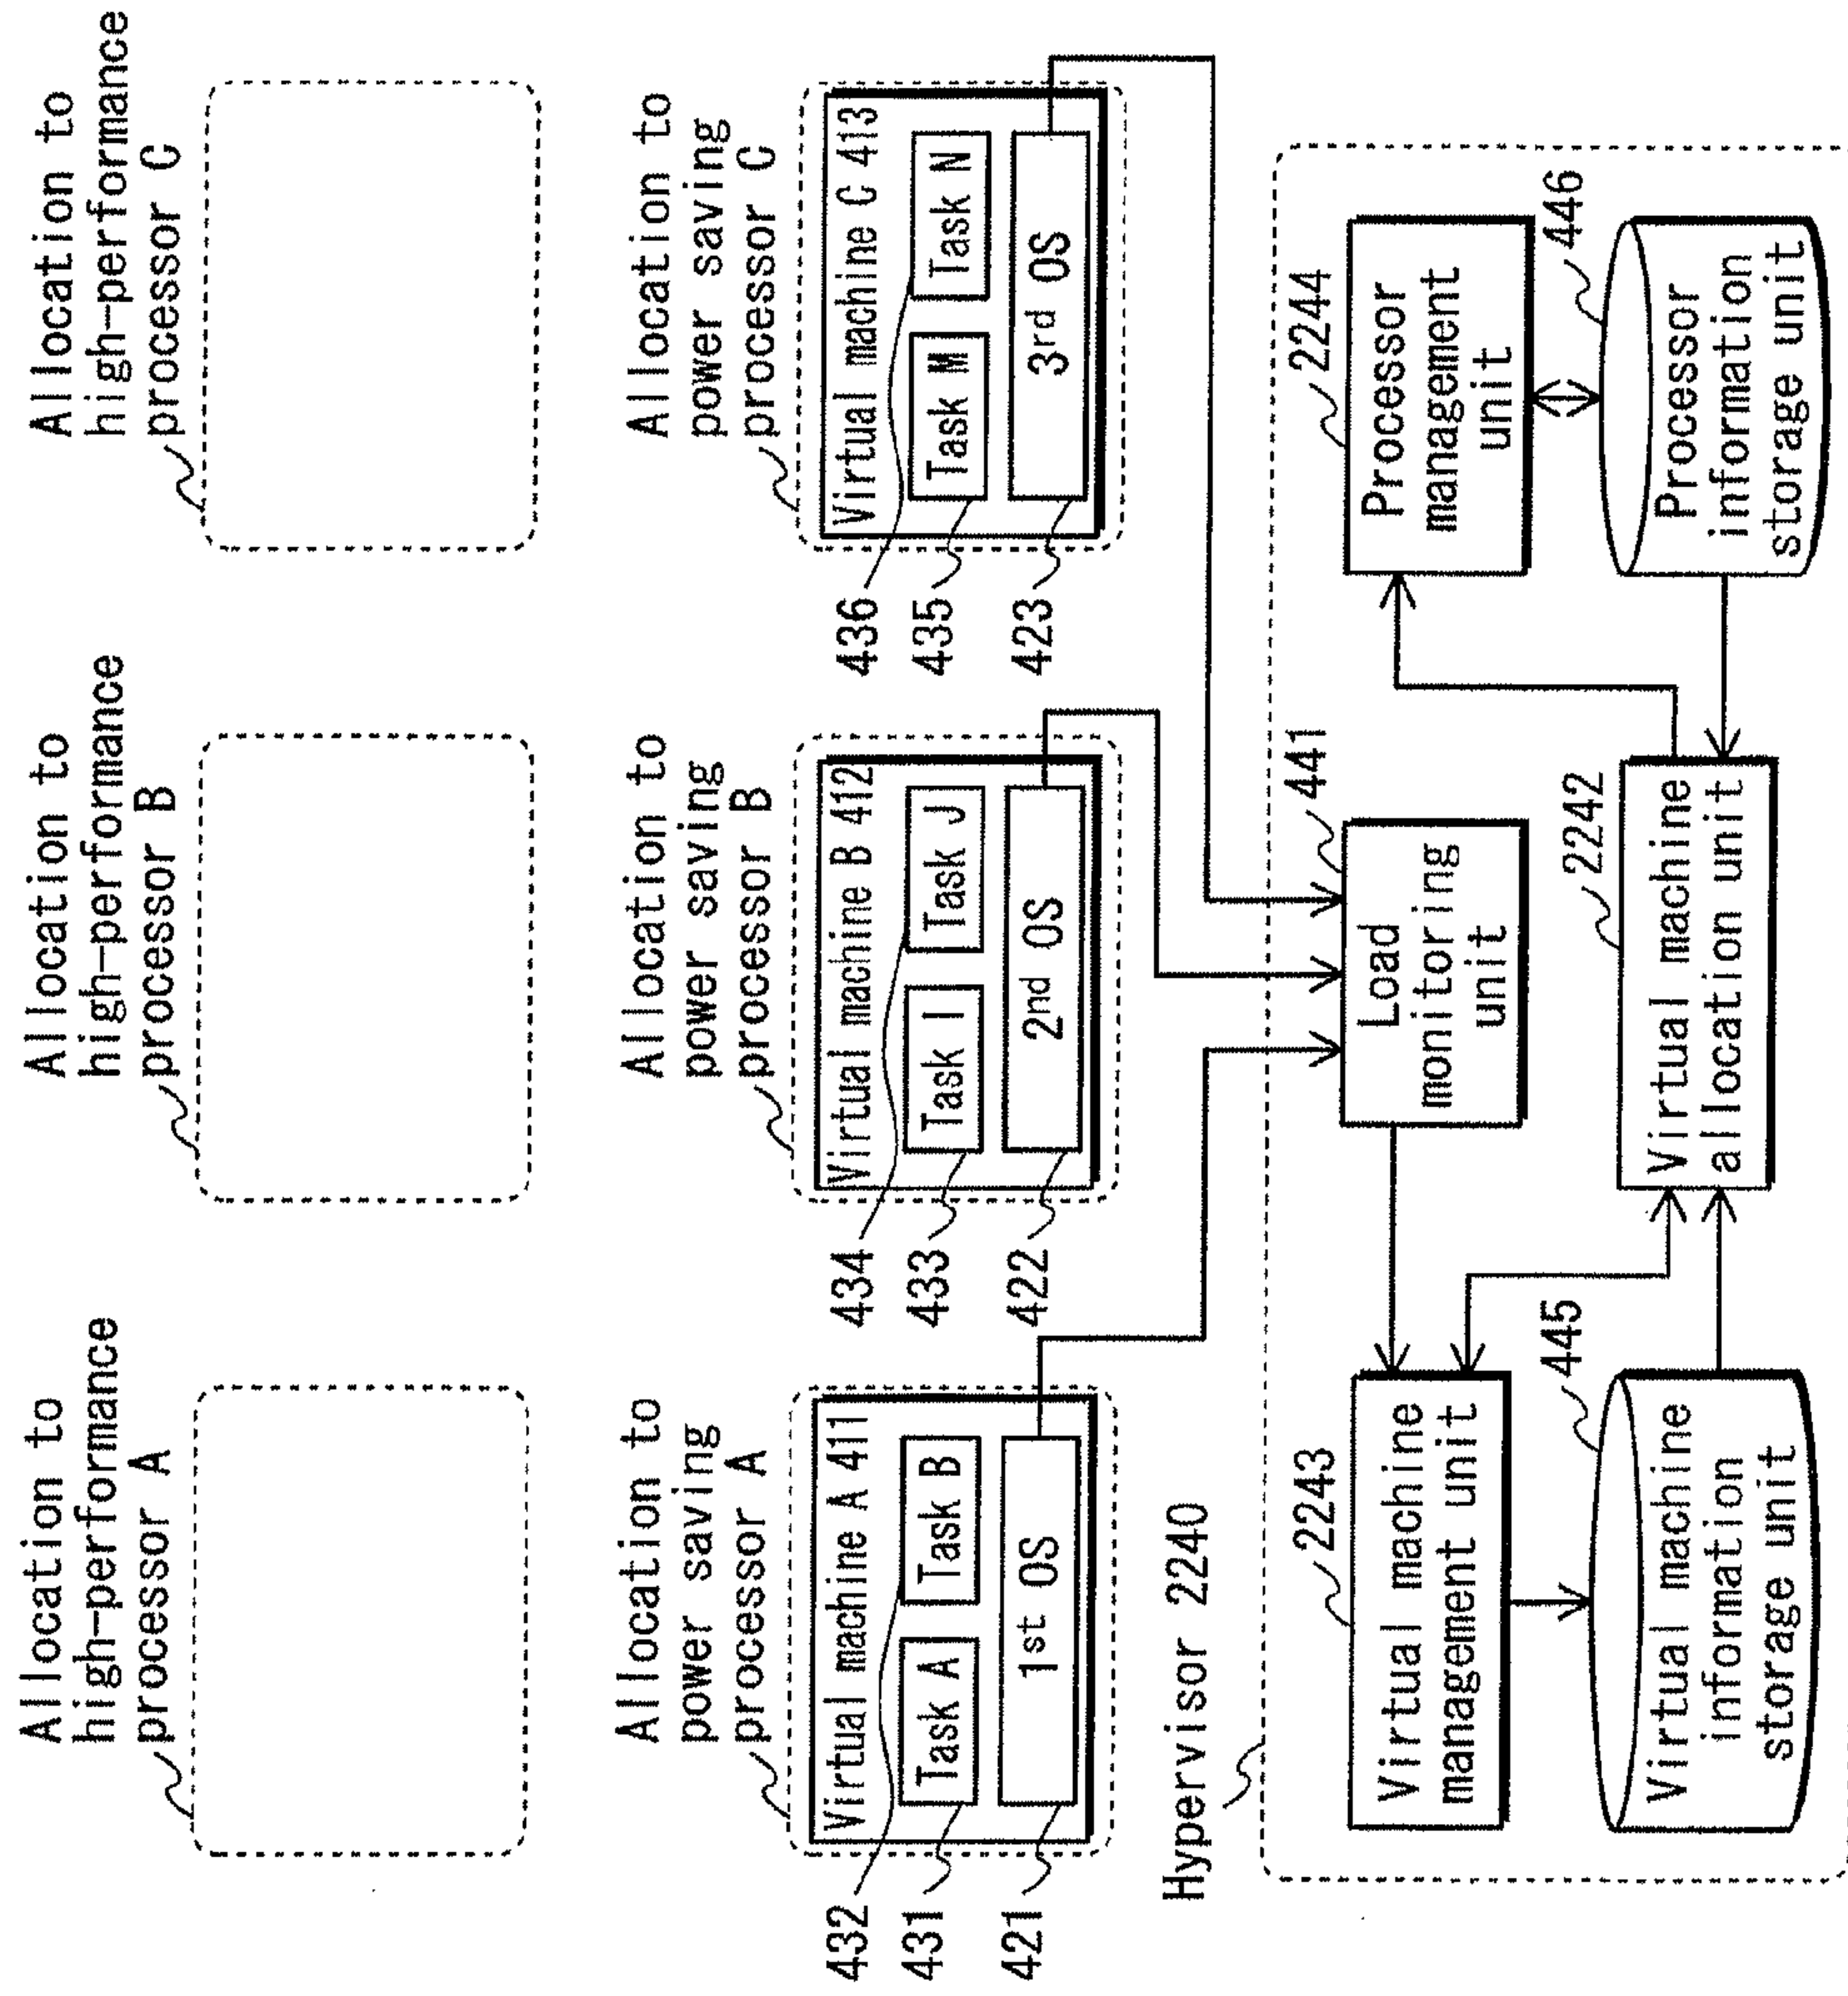 Allocation to
high-performance
processor A
Allocation to
high-performance
processor B
Allocation to
high-performance
processor C
Allocation to
power saving
processor A
Allocation to
power saving
processor B
Allocation to
power saving
processor C
Virtual machine A 411
Task A
Task B
1st OS
432
431
421
Virtual machine B 412
Task I
Task J
2nd OS
434
433
422
Virtual machine C 413
Task M
Task N
3rd OS
436
435
423
Hypervisor 2240
2243
Virtual machine
management unit
441
Load
monitoring
unit
2244
Processor
management
unit
445
Virtual machine
information
storage unit
2242
Virtual machine
allocation unit
446
Processor
information
storage unit